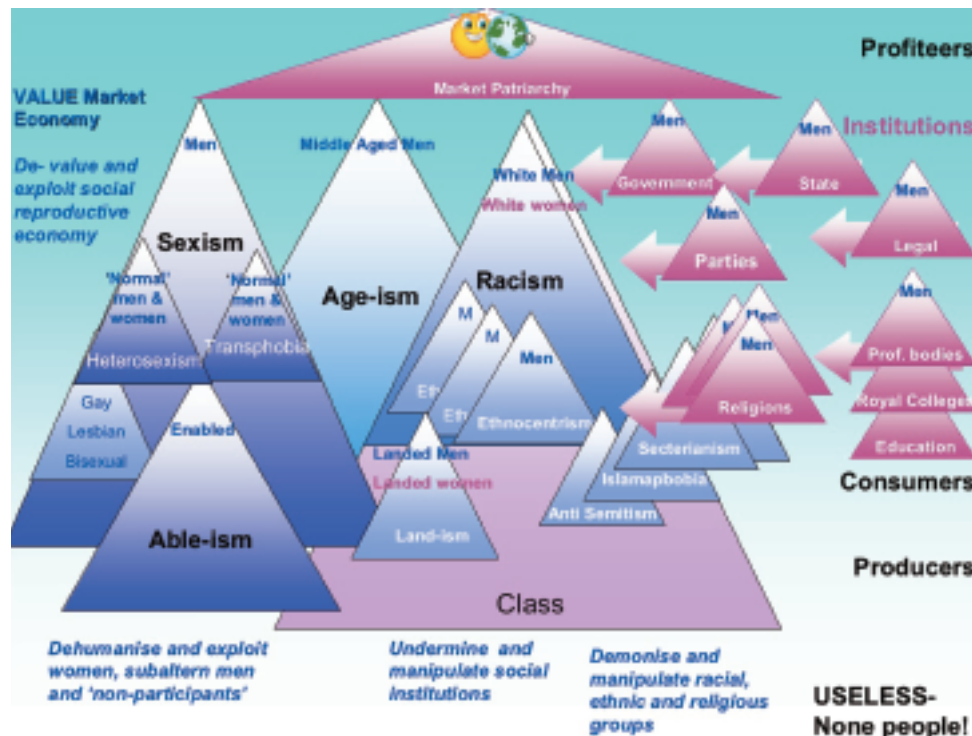 Profiteers
Market Patriarchy
VALUE Market
Economy
De- value and
exploit social
reproductive
economy
Men
Sexism
'Normal'
men &
women
Heterosexism
'Normal'
men &
women
Transphobia
Gay
Lesbian
Bisexual
Enabled
Able-ism
Middle Aged Men
Age-ism
White Men
White women
Racism
M
Eth
M
Eth
Men
Ethnocentrism
Landed Men
Landed women
Land-ism
Class
Anti Semitism
Islamapbobia
Secterianism
Men
Government
Men
State
Institutions
Men
Parties
Men
Legal
M
Men
Men
Religions
Men
Prof. bodies
Royal Colleges
Education
Consumers
Producers
Dehumanise and exploit
women, subaltern men
and 'non-participants'
Undermine and
manipulate social
institutions
Demonise and
manipulate racial,
ethnic and religious
groups
USELESS-
None people!